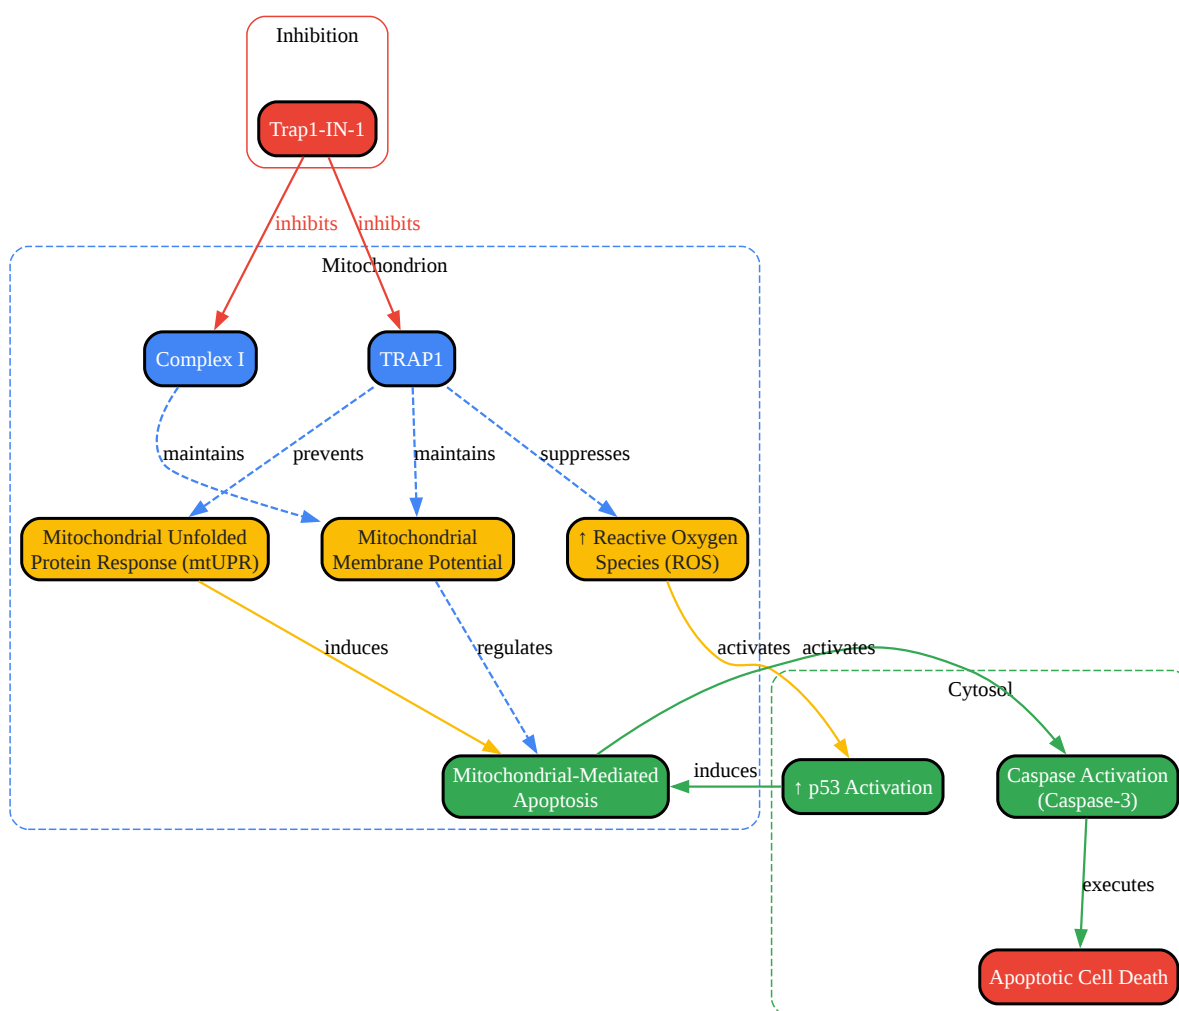 Inhibition
Trap1-IN-1
inhibits
inhibits
Mitochondrion
Complex I
TRAP1
maintains
prevents
maintains
suppresses
Mitochondrial Unfolded
Protein Response (mtUPR)
Mitochondrial
Membrane Potential
↑ Reactive Oxygen
Species (ROS)
induces
regulates
activates
activates
Cytosol
Mitochondrial-Mediated
Apoptosis
induces
↑ p53 Activation
Caspase Activation
(Caspase-3)
executes
Apoptotic Cell Death